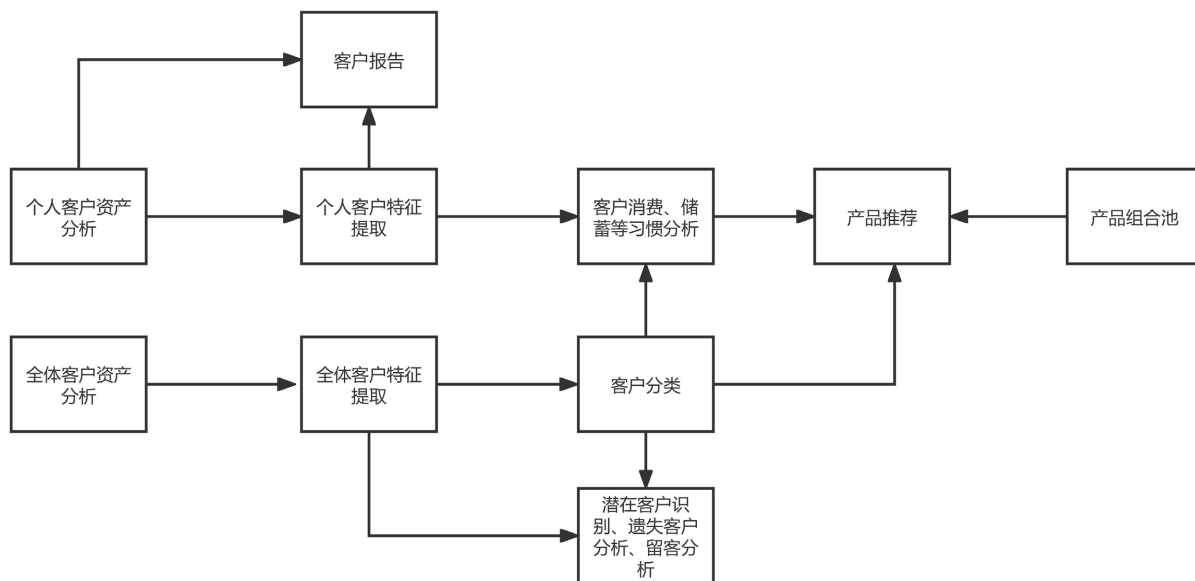 客户报告
个人客户资产
分析
个人客户特征
提取
客户消费、储
蓄等习惯分析
产品推荐
产品组合池
全体客户资产
分析
全体客户特征
提取
客户分类
潜在客户识
别、遗失客户
分析、留客分
析